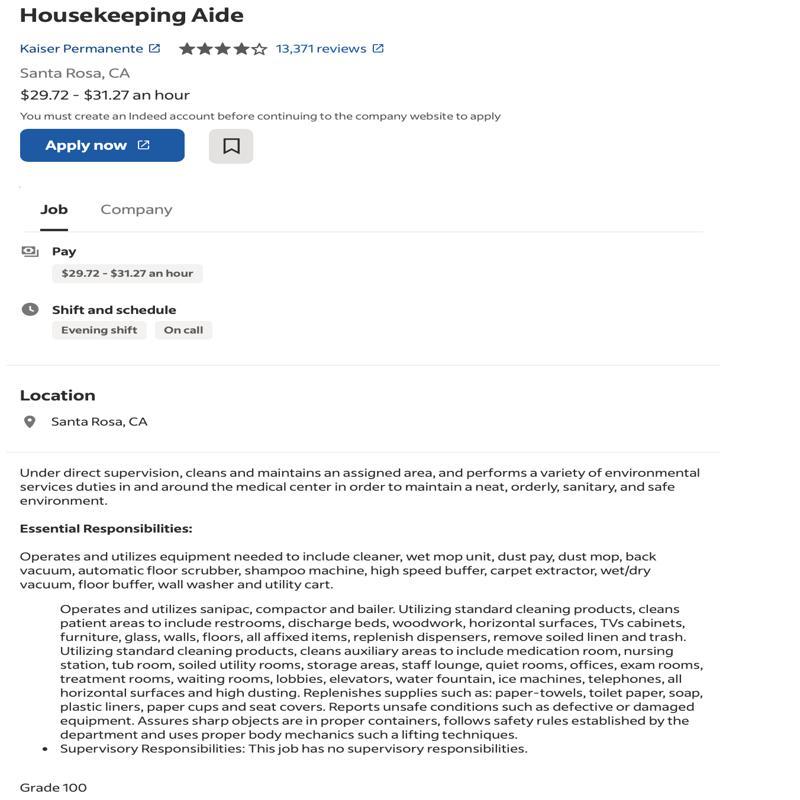 Housekeeping Aide
Kaiser Permanente 13,371 reviews
Santa Rosa, CA
$29.72 - $31.27 an hour
You must create an Indeed account before continuing to the company website to apply
Apply now
Job Company
Pay
$29.72 - $31.27 an hour
Shift and schedule
Evening shift On call
Location
Santa Rosa, CA
Under direct supervision, cleans and maintains an assigned area, and performs a variety of environmental
services duties in and around the medical center in order to maintain a neat, orderly, sanitary, and safe
environment.
Essential Responsibilities:
Operates and utilizes equipment needed to include cleaner, wet mop unit, dust pay, dust mop, back
vacuum, automatic floor scrubber, shampoo machine, high speed buffer, carpet extractor, wet/dry
vacuum, floor buffer, wall washer and utility cart.
Operates and utilizes sanipac, compactor and bailer. Utilizing standard cleaning products, cleans
patient areas to include restrooms, discharge beds, woodwork, horizontal surfaces, TVs cabinets,
furniture, glass, walls, floors, all affixed items, replenish dispensers, remove soiled linen and trash.
Utilizing standard cleaning products, cleans auxiliary areas to include medication room, nursing
station, tub room, soiled utility rooms, storage areas, staff lounge, quiet rooms, offices, exam rooms,
treatment rooms, waiting rooms, lobbies, elevators, water fountain, ice machines, telephones, all
horizontal surfaces and high dusting. Replenishes supplies such as: paper-towels, toilet paper, soap,
plastic liners, paper cups and seat covers. Reports unsafe conditions such as defective or damaged
equipment. Assures sharp objects are in proper containers, follows safety rules established by the
department and uses proper body mechanics such a lifting techniques.
• Supervisory Responsibilities: This job has no supervisory responsibilities.
Grade 100